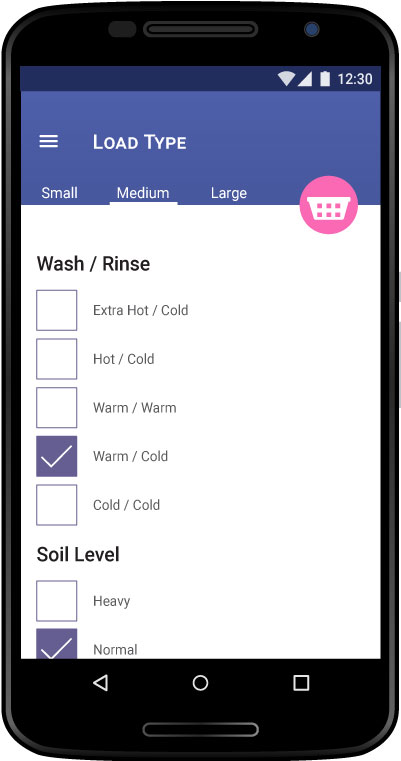 12:30
Load Type
Small Medium Large
Wash / Rinse
Extra Hot / Cold
Hot / Cold
Warm / Warm
Warm / Cold
Cold / Cold
Soil Level
Heavy
Normal